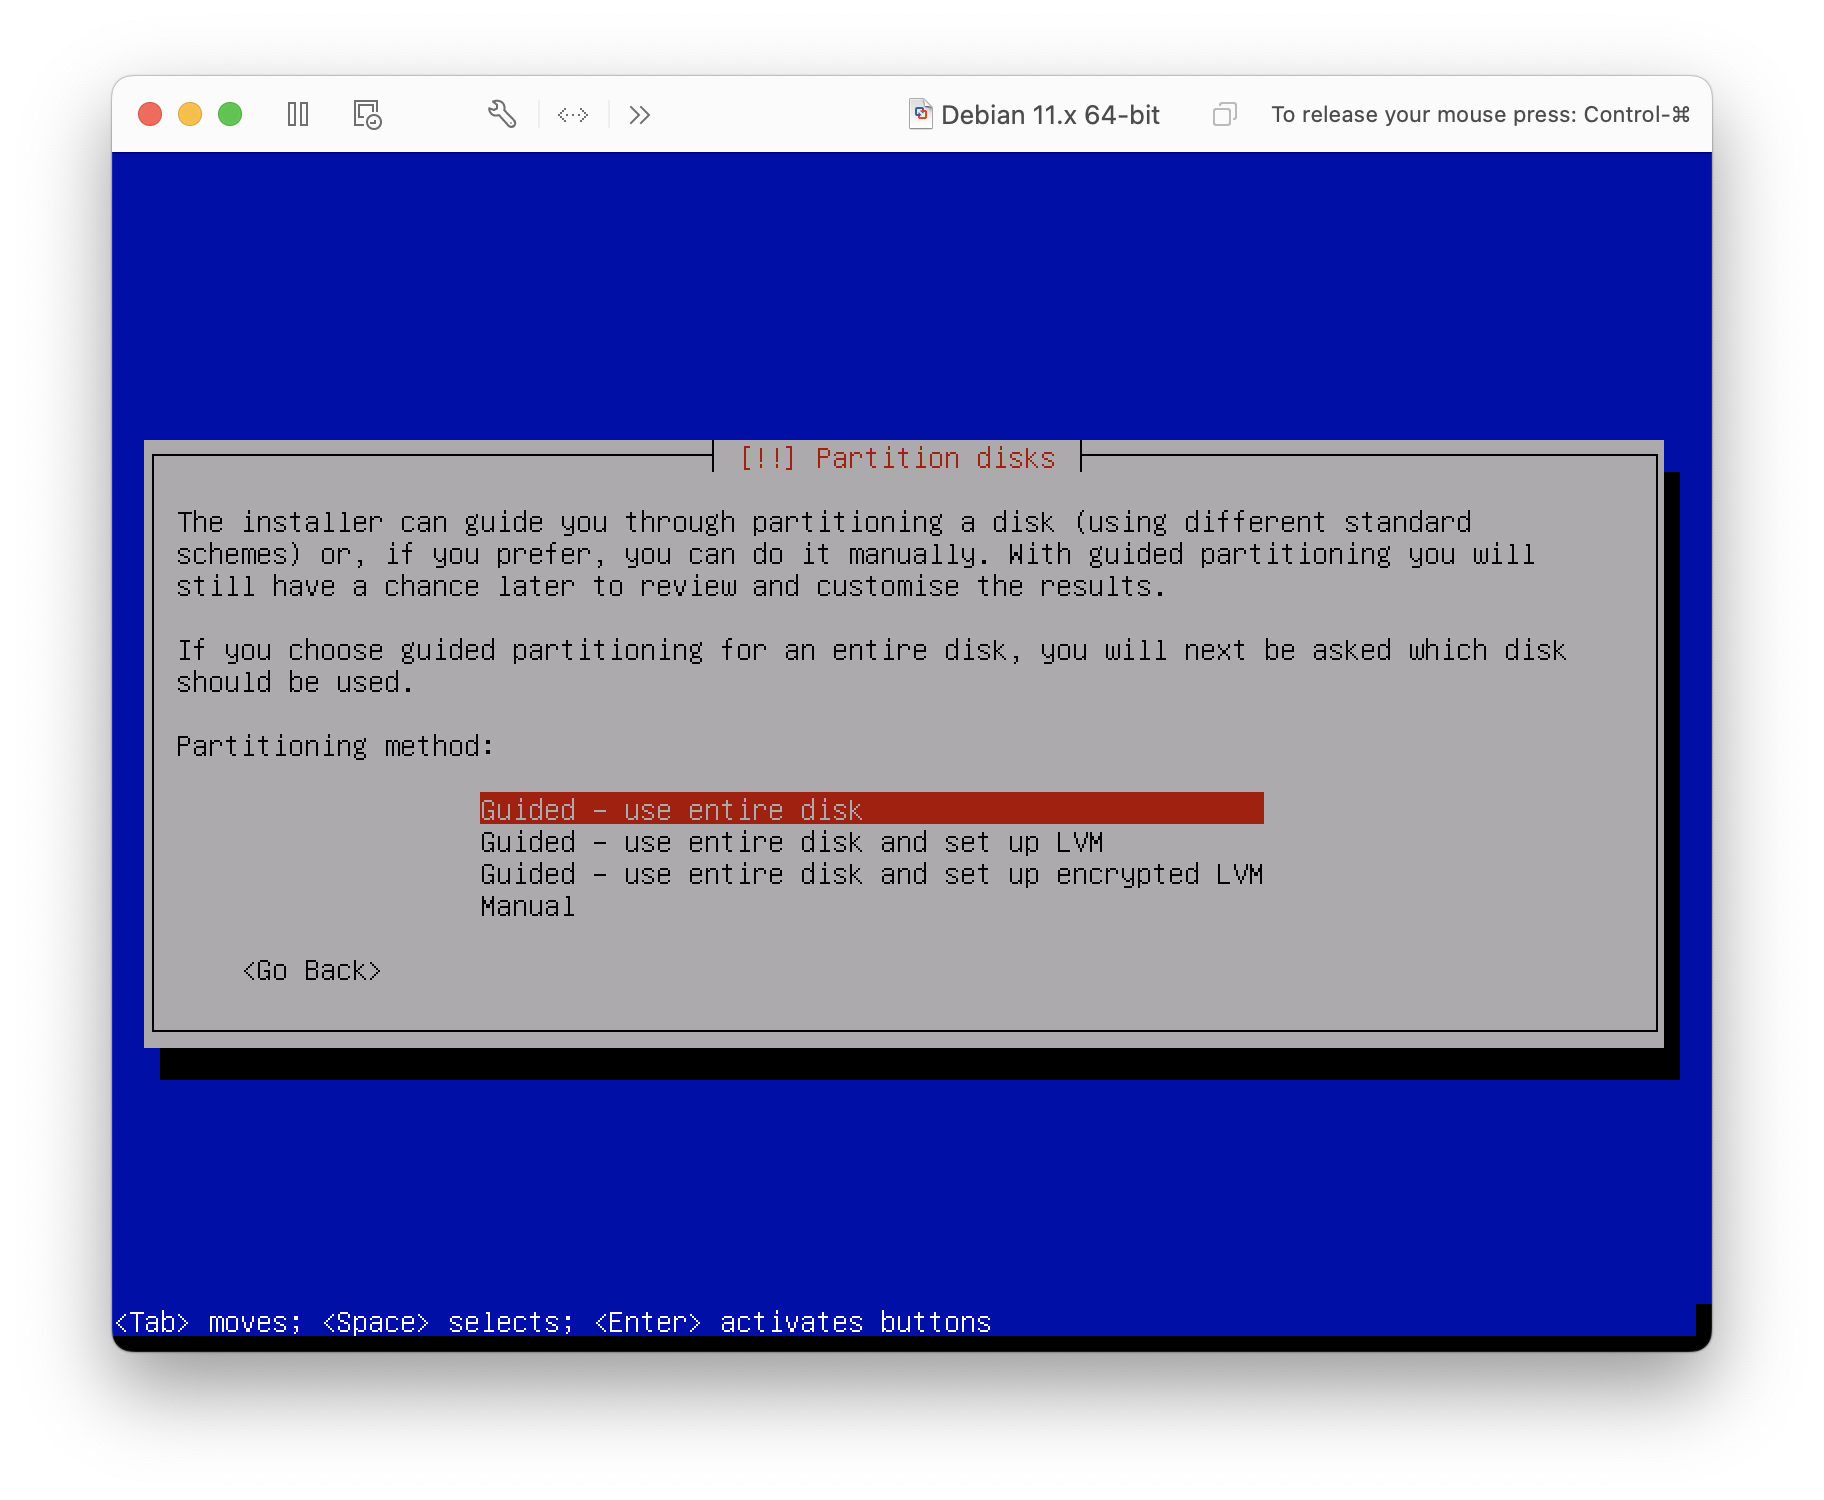 Debian 11.x 64-bit
To release your mouse press: Control-⌘
[!!] Partition disks
The installer can guide you through partitioning a disk (using different standard
schemes) or, if you prefer, you can do it manually. With guided partitioning you will
still have a chance later to review and customise the results.
If you choose guided partitioning for an entire disk, you will next be asked which disk
should be used.
Partitioning method:
Guided - use entire disk
Guided - use entire disk and set up LVM
Guided - use entire disk and set up encrypted LVM
Manual
<Go Back>
<Tab> moves; <Space> selects; <Enter> activates buttons